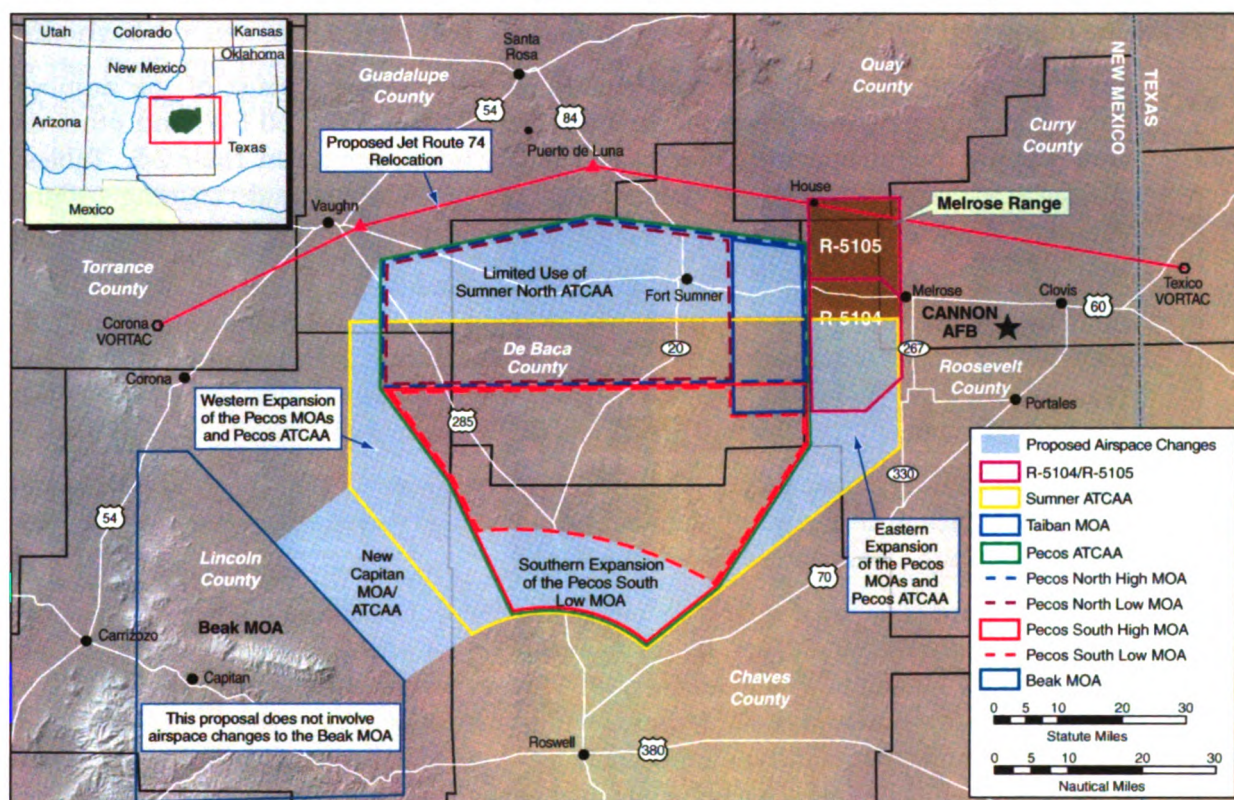 Utah
Colorado
Kansas
Oklahoma
New Mexico
Arizona
Texas
Mexico
Santa
Rosa
Guadalupe
County
54
84
Quay
County
NEW MEXICO
TEXAS
Curry
County
Proposed Jet Route 74
Relocation
Puerto de Luna
House
Vaughn
Melrose Range
R-5105
Torrance
County
Limited Use of
Sumner North ATCAA
Fort Sumner
Texico
VORTAC
Melrose
Clovis
60
CANNON
AFB
R-5104
Corona
VORTAC
De Baca
County
20
267
Roosevelt
County
Corona
Portales
Western Expansion
of the Pecos MOAs
and Pecos ATCAA
285
330
54
Lincoln
County
New
Capitan
MOA/
ATCAA
Southern Expansion
of the Pecos South
Low MOA
Eastern
Expansion
of the Pecos
MOAs and
Pecos ATCAA
70
Carrizozo
Beak MOA
Capitan
Chaves
County
This proposal does not involve
airspace changes to the Beak MOA
Roswell
380
Proposed Airspace Changes
R-5104/R-5105
Sumner ATCAA
Taiban MOA
Pecos ATCAA
Pecos North High MOA
Pecos North Low MOA
Pecos South High MOA
Pecos South Low MOA
Beak MOA
0 10 20 30
Statute Miles
0 10 20 30
Nautical Miles